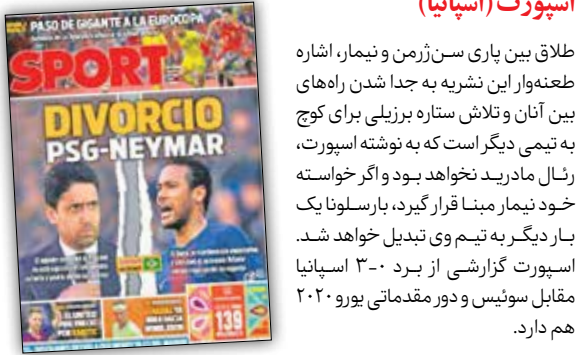 اسپورت (اسپانیا)
طلاق بین پاری سن‌ژرمن و نیمار، اشاره
طعنه‌وار این نشریه به جدا شدن راه‌های
بین آنان و تلاش ستاره برزیلی برای کوچ
به تیمی دیگر است که به نوشته اسپورت،
رئال مادرید نخواهد بود و اگر خواسته
خود نیمار مبنا قرار گیرد، بارسلونا یک
بار دیگر به تیم وی تبدیل خواهد شد.
اسپورت گزارشی از برد ۰-۳ اسپانیا
مقابل سوئیس و دور مقدماتی یورو ۲۰۲۰
هم دارد.
PASO DE GIGANTE A LA EUROCOPA
SPORT
DIVORCIO
PSG-NEYMAR
139